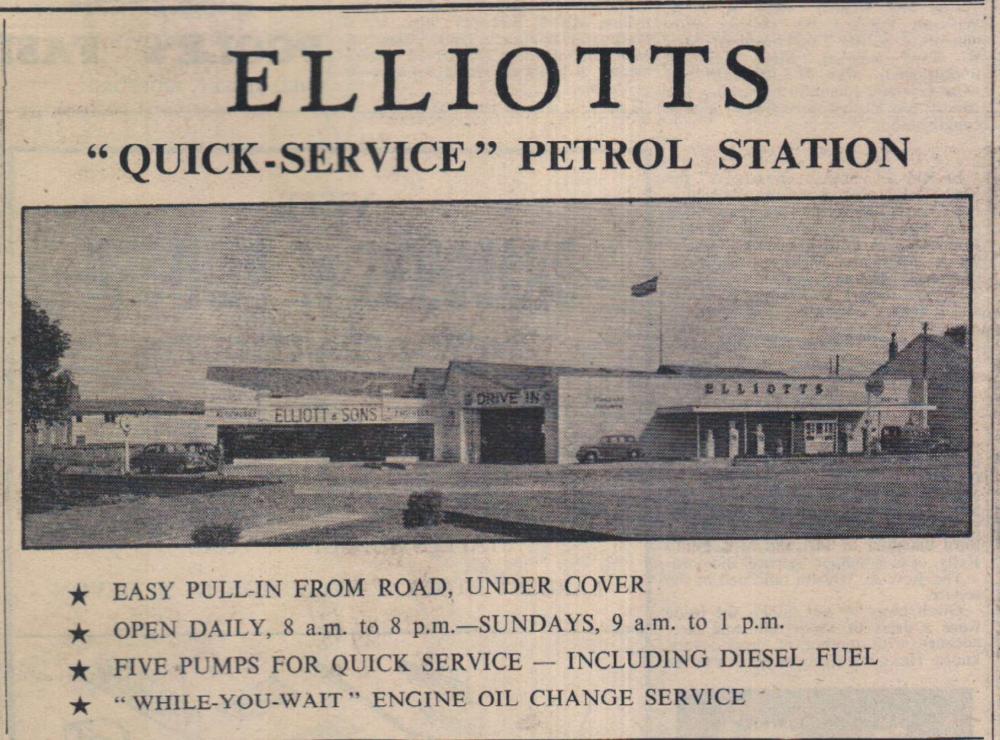 ELLIOTTS
“QUICK-SERVICE” PETROL STATION
ELLIOTT & SONS
DRIVE IN
ELLIOTTS
★ EASY PULL-IN FROM ROAD, UNDER COVER
★ OPEN DAILY, 8 a.m. to 8 p.m.—SUNDAYS, 9 a.m. to 1 p.m.
★ FIVE PUMPS FOR QUICK SERVICE — INCLUDING DIESEL FUEL
★ “WHILE-YOU-WAIT” ENGINE OIL CHANGE SERVICE